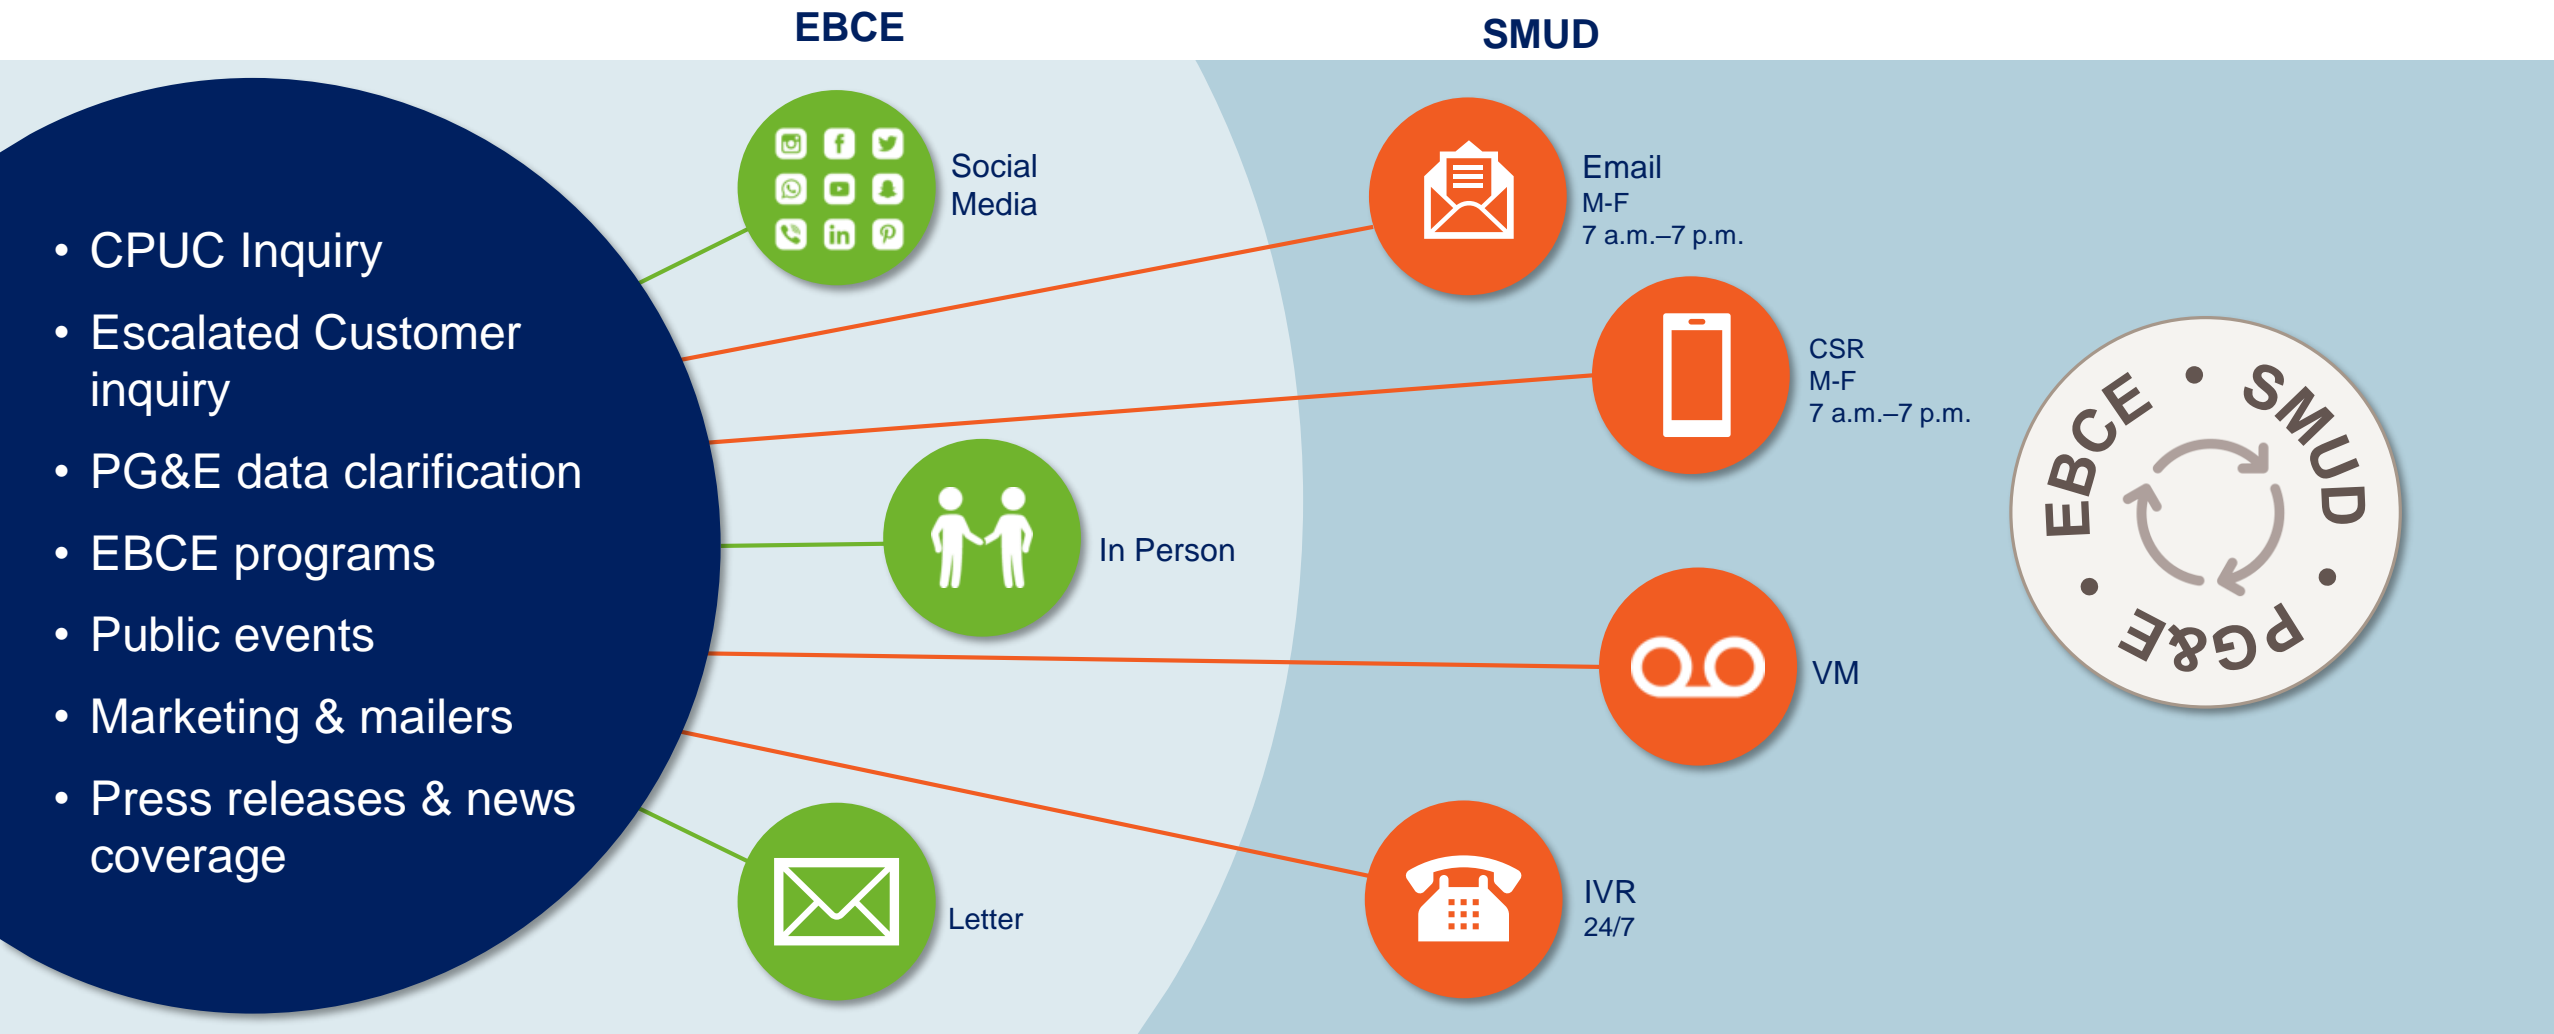 EBCE
SMUD
• CPUC Inquiry
• Escalated Customer
inquiry
• PG&E data clarification
• EBCE programs
• Public events
• Marketing & mailers
• Press releases & news
coverage
Social
Media
In Person
Letter
Email
M-F
7 a.m.–7 p.m.
CSR
M-F
7 a.m.–7 p.m.
VM
IVR
24/7
EBCE • SMUD • PG&E •